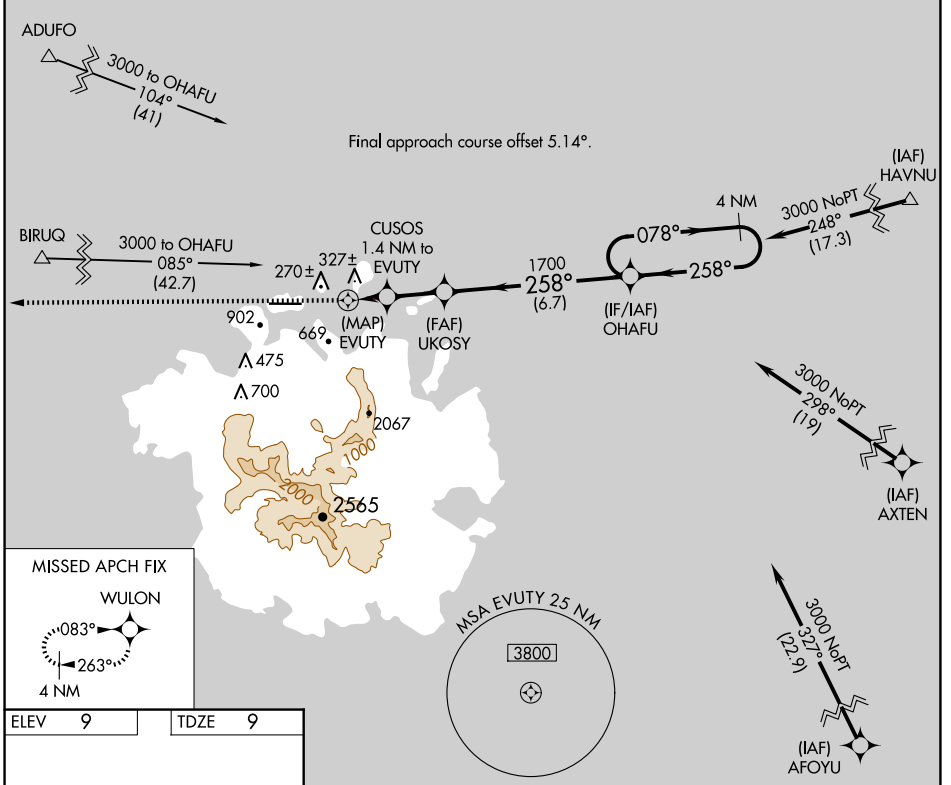 ADUFO
3000 to OHAFU
104°
(41)
Final approach course offset 5.14°.
(IAF)
HAVNU
3000 NoPT
248°
(17.3)
4 NM
078°
258°
BIRUQ
3000 to OHAFU
085°
(42.7)
CUSOS
1.4 NM to
EVUTY
270±
327±
1700
258°
(6.7)
(IF/IAF)
OHAFU
(MAP)
EVUTY
(FAF)
UKOSY
902
669
475
700
2067
1000
2000
2565
3000 NoPT
298°
(19)
(IAF)
AXTEN
MISSED APCH FIX
WULON
083°
263°
4 NM
MSA EVUTY 25 NM
3800
3000 NoPT
327°
(22.9)
(IAF)
AFOYU
ELEV 9
TDZE 9